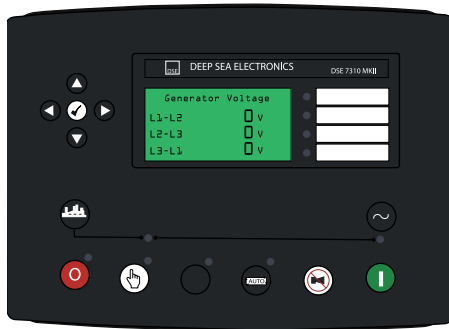 DSE DEEP SEA ELECTRONICS DSE 7310 MKII
Generator Voltage
L1-L2 0 V
L2-L3 0 V
L3-L1 0 V
O AUTO I